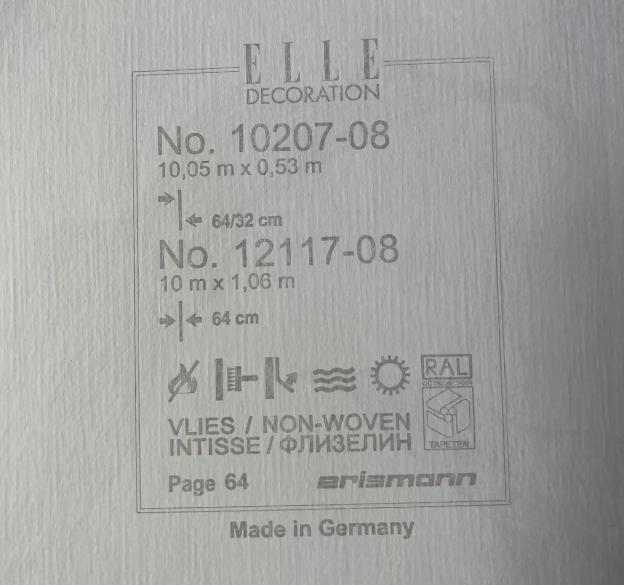 ELLE
DECORATION
No. 10207-08
10,05 m x 0,53 m
64/32 cm
No. 12117-08
10 m x 1,06 m
64 cm
RAL
VLIES / NON-WOVEN
INTISSE / ФЛИЗЕЛИН
TAPETEN
Page 64
erismann
Made in Germany